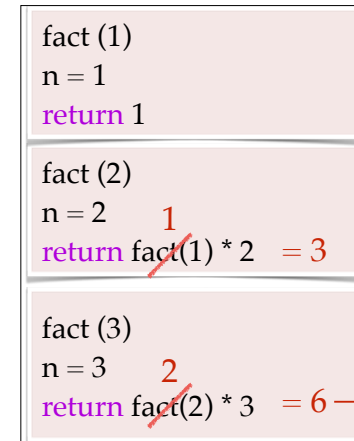 fact (1)
n = 1
return 1
fact (2)
n = 2
1
return fact(1) * 2 = 3
fact (3)
n = 3
2
return fact(2) * 3 = 6